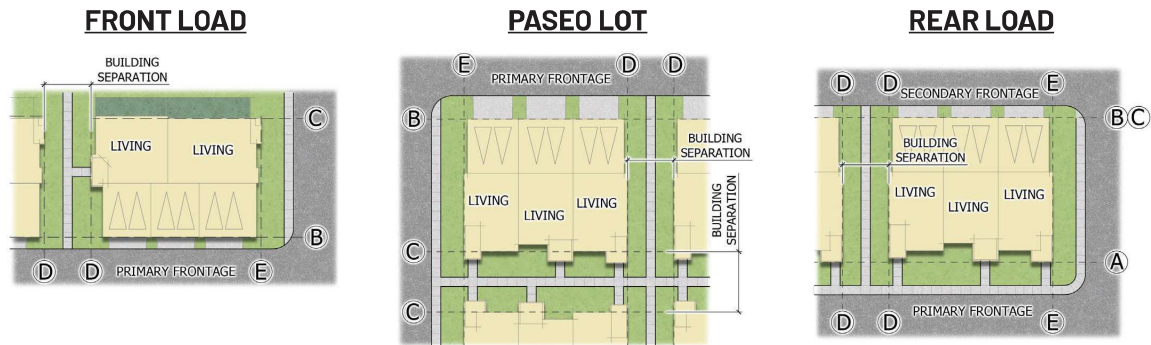 FRONT LOAD
BUILDING
SEPARATION
C
LIVING
LIVING
B
D
D
PRIMARY FRONTAGE
E
PASEO LOT
E
D
D
PRIMARY FRONTAGE
B
BUILDING
SEPARATION
LIVING
LIVING
LIVING
BUILDING
SEPARATION
C
C
REAR LOAD
D
D
E
SECONDARY FRONTAGE
B C
BUILDING
SEPARATION
LIVING
LIVING
LIVING
A
PRIMARY FRONTAGE
D
D
E